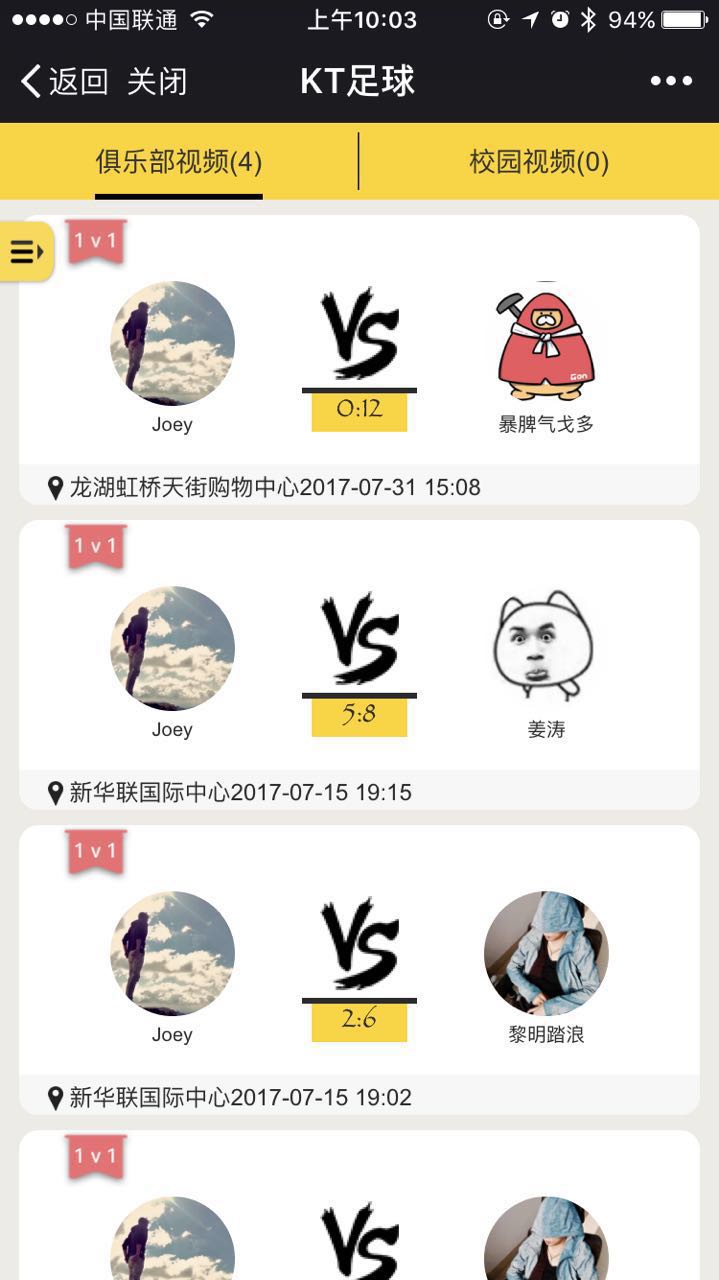 中国联通 上午10:03 94%
返回 关闭 KT足球
俱乐部视频(4) 校园视频(0)
1 v 1
VS
0:12
Gon
Joey 暴脾气戈多
龙湖虹桥天街购物中心2017-07-31 15:08
1 v 1
VS
5:8
Joey 姜涛
新华联国际中心2017-07-15 19:15
1 v 1
VS
2:6
Joey 黎明踏浪
新华联国际中心2017-07-15 19:02
1 v 1
VS